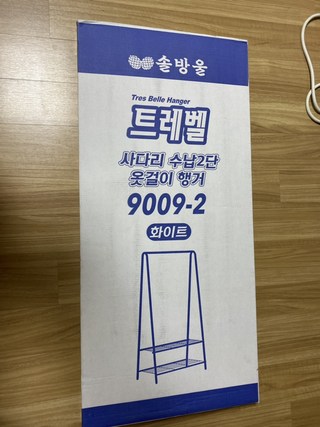 솔방울
Tres Belle Hanger
트레벨
사다리 수납2단
옷걸이 행거
9009-2
화이트